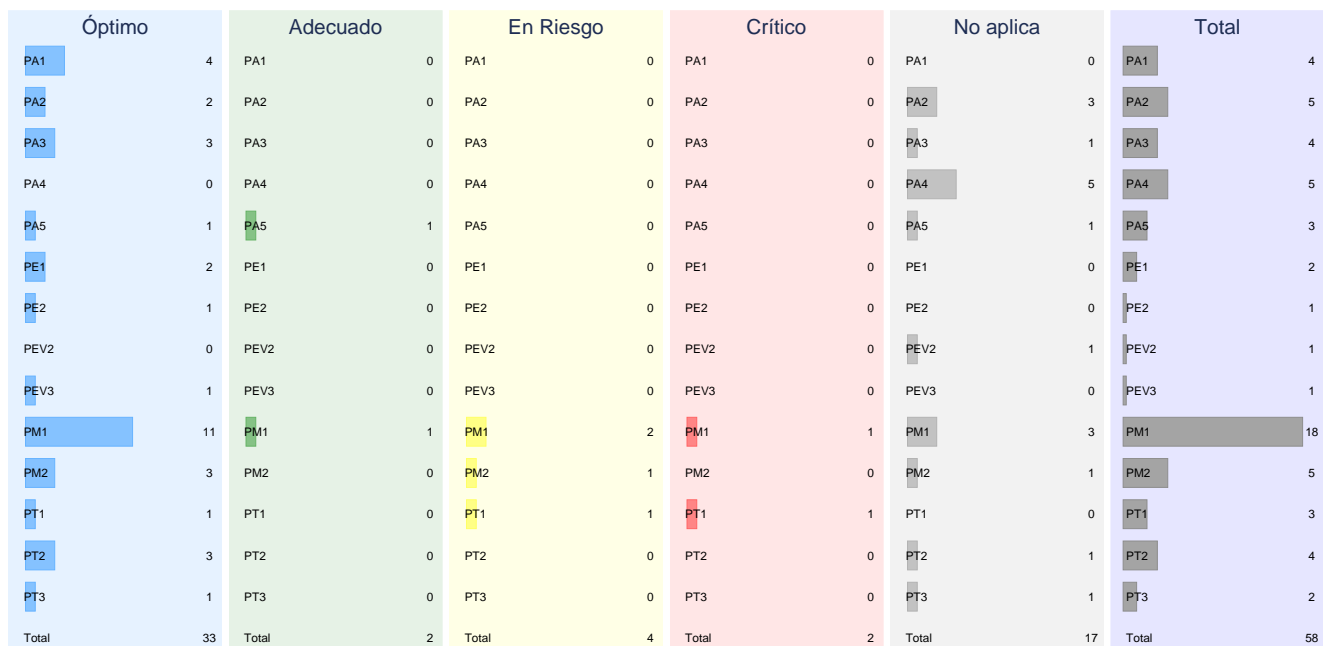 Óptimo Adecuado En Riesgo Crítico No aplica Total
PA1 4 PA1 0 PA1 0 PA1 0 PA1 0 PA1 4
PA2 2 PA2 0 PA2 0 PA2 0 PA2 3 PA2 5
PA3 3 PA3 0 PA3 0 PA3 0 PA3 1 PA3 4
PA4 0 PA4 0 PA4 0 PA4 0 PA4 5 PA4 5
PA5 1 PA5 1 PA5 0 PA5 0 PA5 1 PA5 3
PE1 2 PE1 0 PE1 0 PE1 0 PE1 0 PE1 2
PE2 1 PE2 0 PE2 0 PE2 0 PE2 0 PE2 1
PEV2 0 PEV2 0 PEV2 0 PEV2 0 PEV2 1 PEV2 1
PEV3 1 PEV3 0 PEV3 0 PEV3 0 PEV3 0 PEV3 1
PM1 11 PM1 1 PM1 2 PM1 1 PM1 3 PM1 18
PM2 3 PM2 0 PM2 1 PM2 0 PM2 1 PM2 5
PT1 1 PT1 0 PT1 1 PT1 1 PT1 0 PT1 3
PT2 3 PT2 0 PT2 0 PT2 0 PT2 1 PT2 4
PT3 1 PT3 0 PT3 0 PT3 0 PT3 1 PT3 2
Total 33 Total 2 Total 4 Total 2 Total 17 Total 58